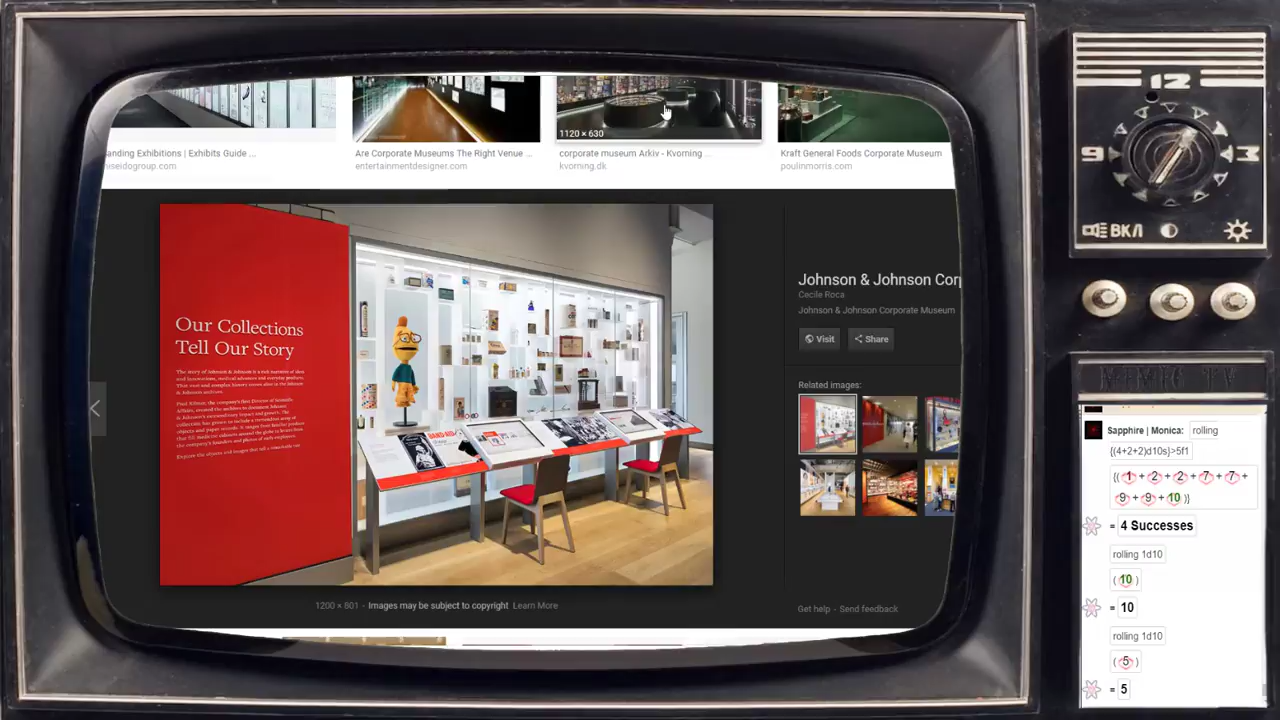 1120 × 630
anding Exhibitions | Exhibits Guide ...
seidogroup.com
Are Corporate Museums The Right Venue ...
entertainmentdesigner.com
corporate museum Arkiv - Kvorning ...
kvorning.dk
Kraft General Foods Corporate Museum
poulinmorris.com
Our Collections
Tell Our Story
BAND-AID
Johnson & Johnson Cor
Cecile Roca
Johnson & Johnson Corporate Museum
Visit
Share
Related images:
1200 × 801 - Images may be subject to copyright Learn More
Get help - Send feedback
12
9
3
ВКЛ
Sapphire | Monica: rolling
{(4+2+2)d10s}>5f1
(( 1 + 2 + 2 + 7 + 7 +
9 + 9 + 10 ))
= 4 Successes
rolling 1d10
( 10 )
= 10
rolling 1d10
( 5 )
= 5